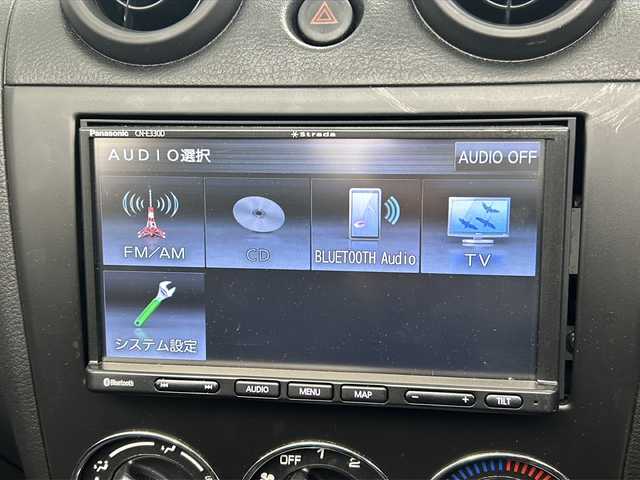 Panasonic CN-E330D Strada
AUDIO選択 AUDIO OFF
FM/AM CD BLUETOOTH Audio TV
システム設定
Bluetooth AUDIO MENU MAP − + TILT
OFF 1